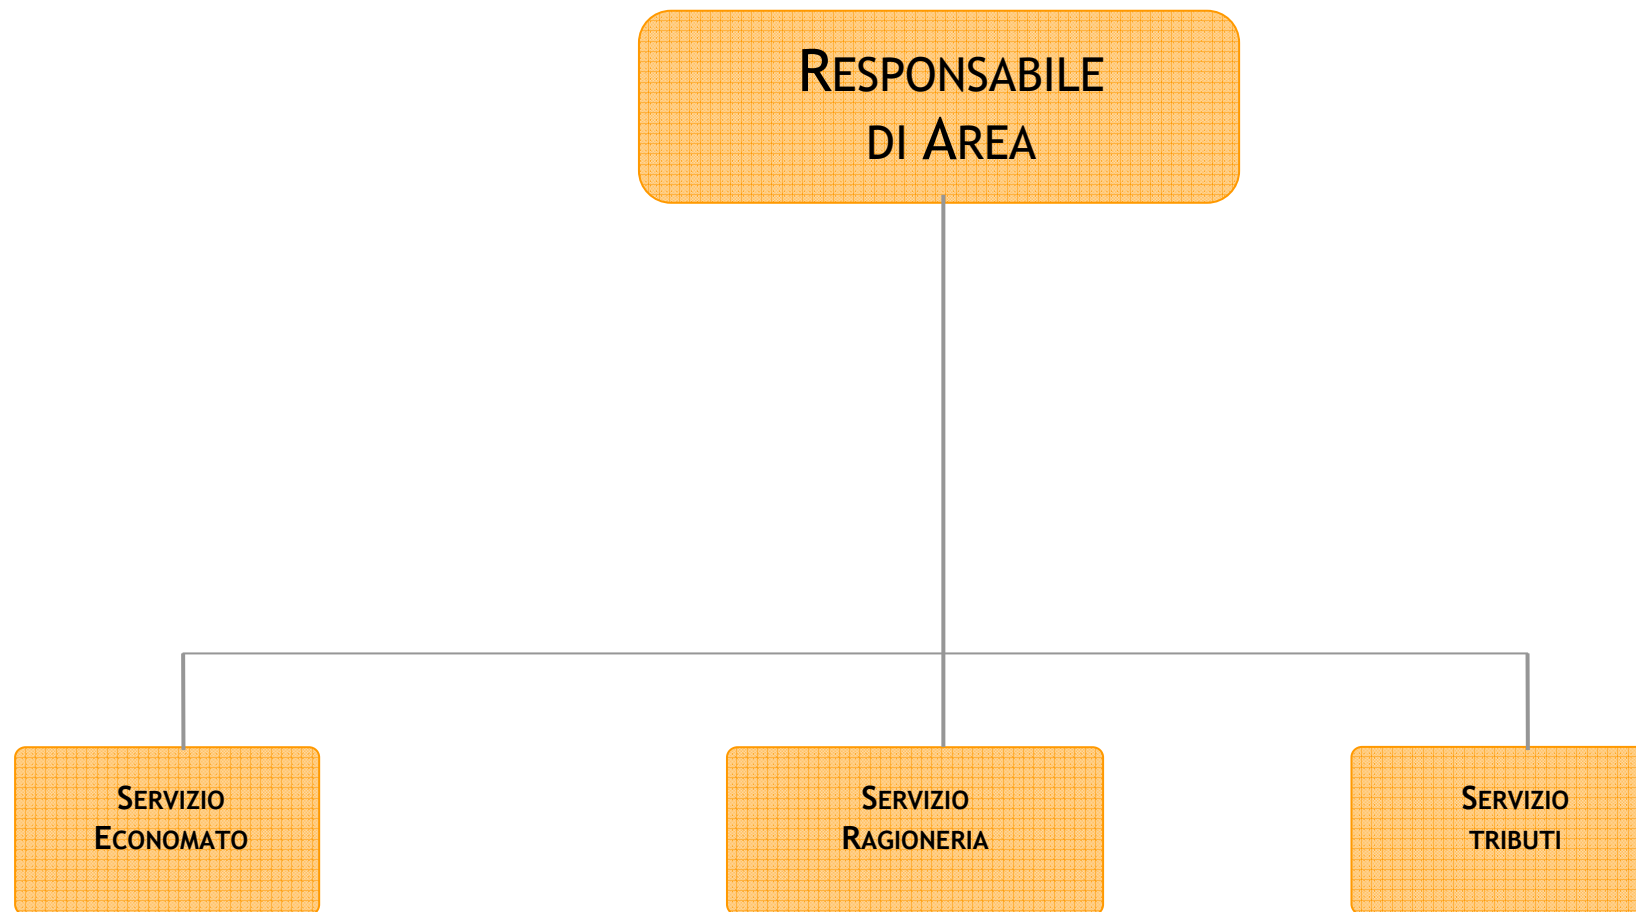 RESPONSABILE
DI AREA
SERVIZIO
ECONOMATO
SERVIZIO
RAGIONERIA
SERVIZIO
TRIBUTI